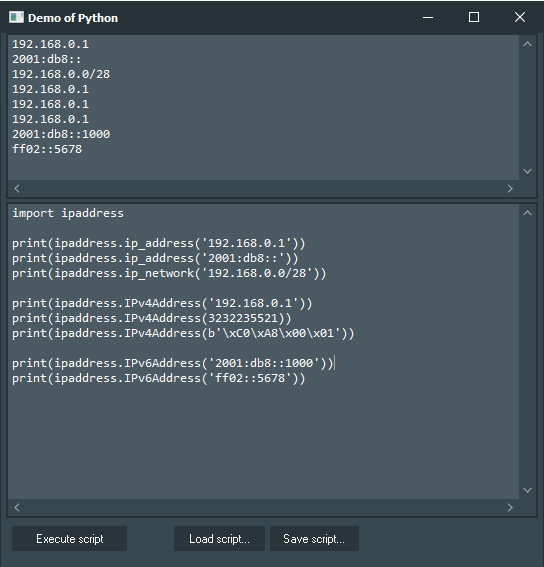 Demo of Python
192.168.0.1
2001:db8::
192.168.0.0/28
192.168.0.1
192.168.0.1
192.168.0.1
2001:db8::1000
ff02::5678
import ipaddress
print(ipaddress.ip_address('192.168.0.1'))
print(ipaddress.ip_address('2001:db8::'))
print(ipaddress.ip_network('192.168.0.0/28'))
print(ipaddress.IPv4Address('192.168.0.1'))
print(ipaddress.IPv4Address(3232235521))
print(ipaddress.IPv4Address(b'\xC0\xA8\x00\x01'))
print(ipaddress.IPv6Address('2001:db8::1000'))
print(ipaddress.IPv6Address('ff02::5678'))
Execute script Load script... Save script...